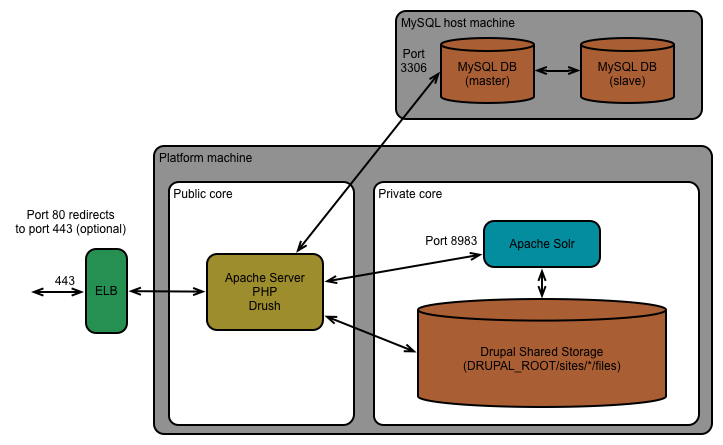 MySQL host machine
Port
3306
MySQL DB
(master)
MySQL DB
(slave)
Platform machine
Public core
Private core
Port 80 redirects
to port 443 (optional)
443
ELB
Apache Server
PHP
Drush
Port 8983
Apache Solr
Drupal Shared Storage
(DRUPAL_ROOT/sites/*/files)